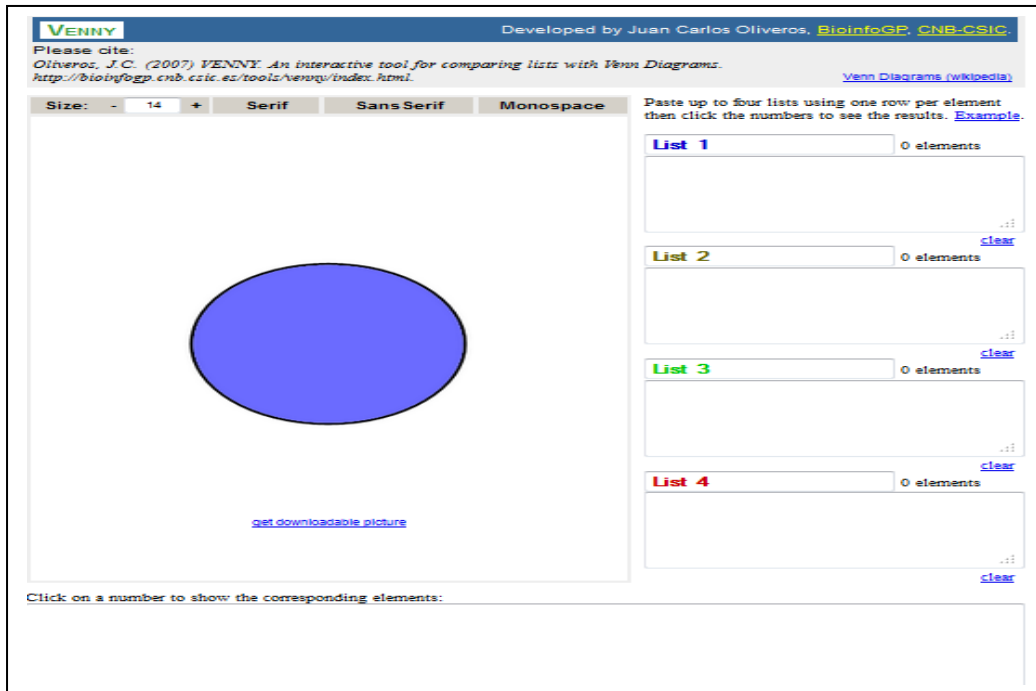 VENNY
Developed by Juan Carlos Oliveros, BioinfoGP, CNB-CSIC.
Please cite:
Oliveros, J.C. (2007) VENNY. An interactive tool for comparing lists with Venn Diagrams.
http://bioinfogp.cnb.csic.es/tools/venny/index.html.
Venn Diagrams (wikipedia)
Size: - 14 + Serif SansSerif Monospace
Paste up to four lists using one row per element
then click the numbers to see the results. Example.
List 1 0 elements
clear
List 2 0 elements
clear
List 3 0 elements
clear
List 4 0 elements
clear
get downloadable picture
Click on a number to show the corresponding elements: